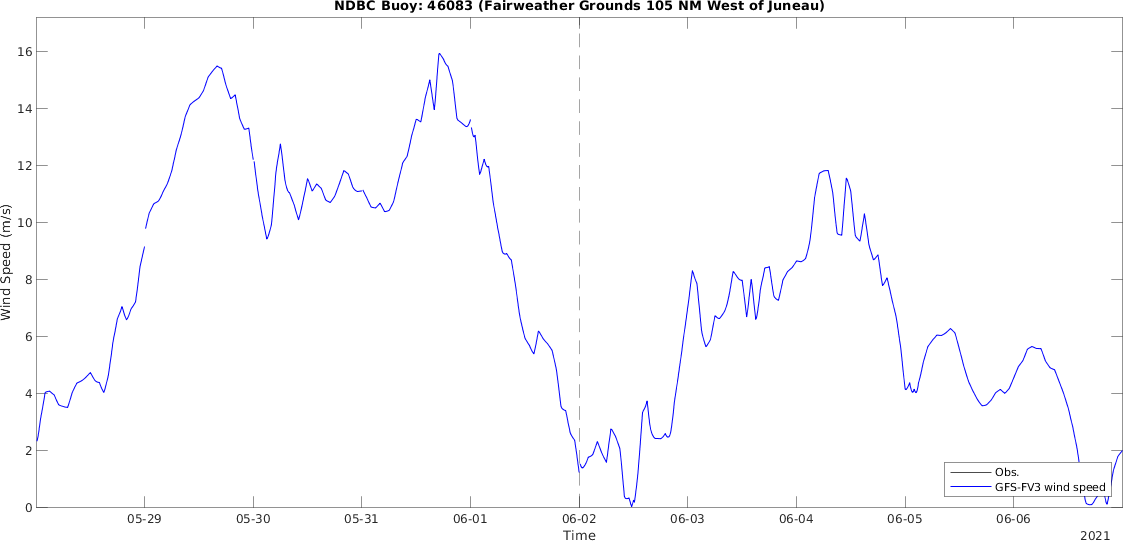 NDBC Buoy: 46083 (Fairweather Grounds 105 NM West of Juneau)
16
14
12
10
8
6
4
2
0
Wind Speed (m/s)
Obs.
GFS-FV3 wind speed
05-29 05-30 05-31 06-01 06-02 06-03 06-04 06-05 06-06
Time
2021